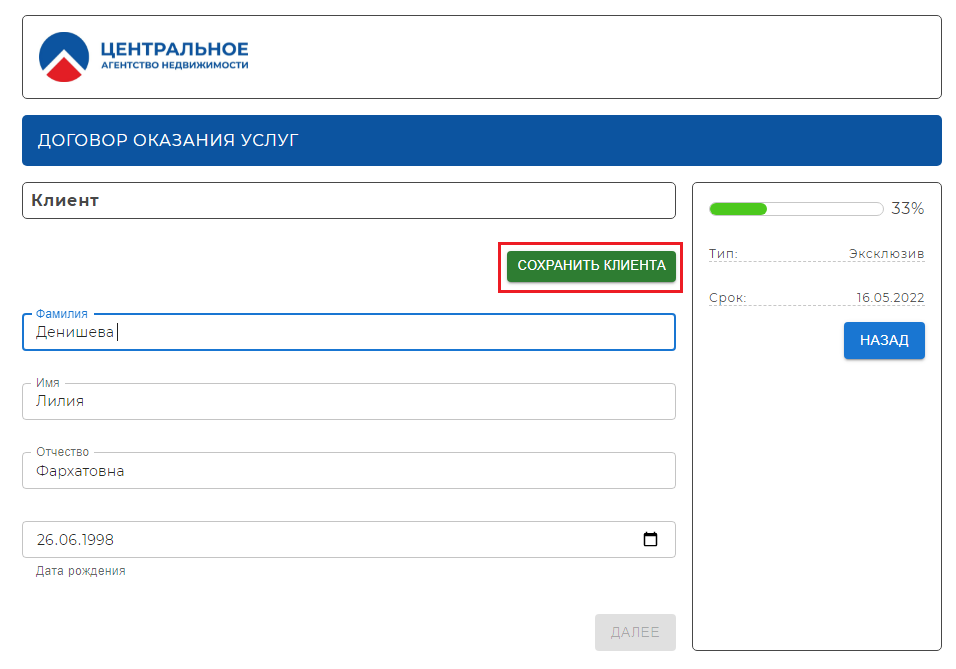 ЦЕНТРАЛЬНОЕ
АГЕНТСТВО НЕДВИЖИМОСТИ
ДОГОВОР ОКАЗАНИЯ УСЛУГ
Клиент
СОХРАНИТЬ КЛИЕНТА
Фамилия
Денишева
Имя
Лилия
Отчество
Фархатовна
26.06.1998
Дата рождения
ДАЛЕЕ
33%
Тип: Эксклюзив
Срок: 16.05.2022
НАЗАД